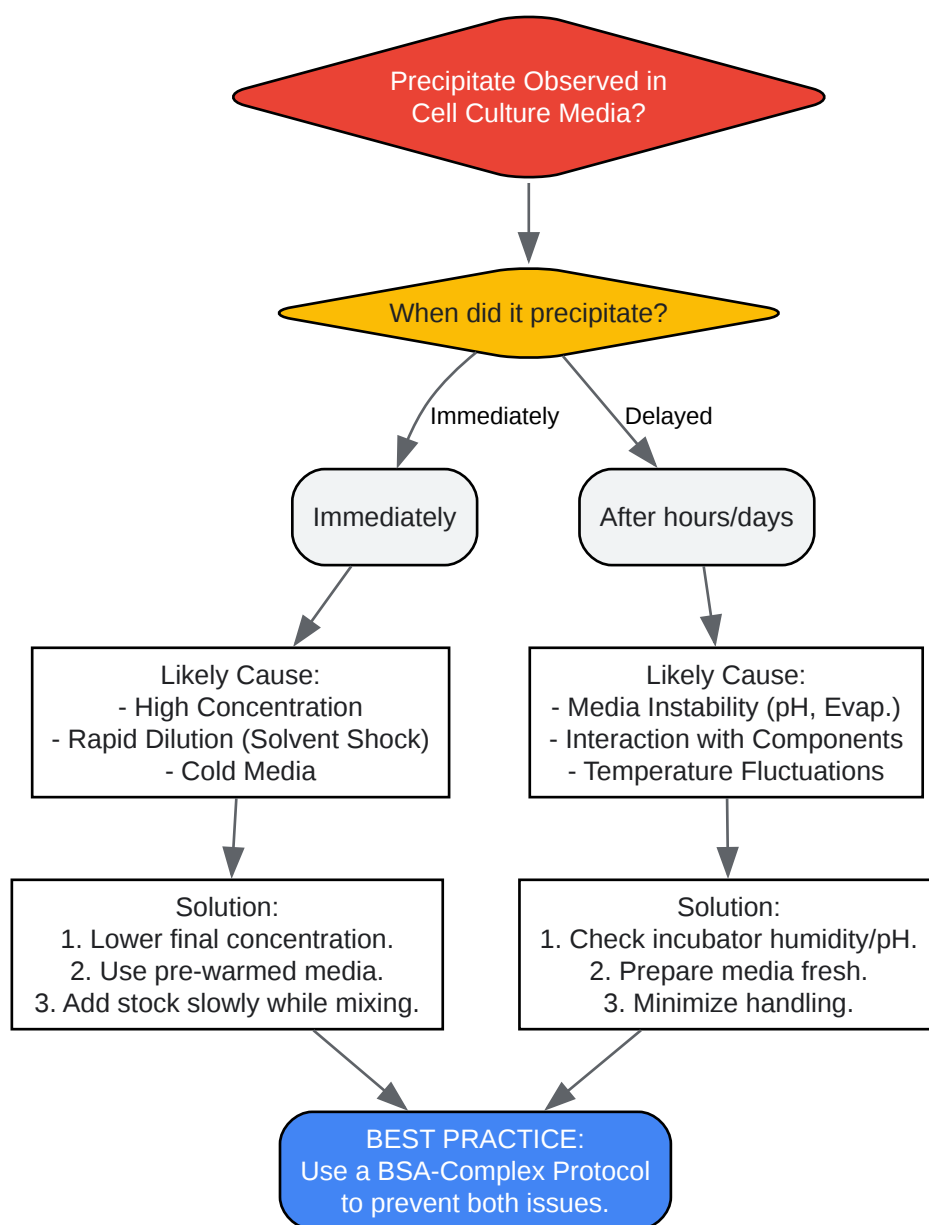 Precipitate Observed in
Cell Culture Media?
When did it precipitate?
Immediately
Delayed
Immediately
After hours/days
Likely Cause:
- High Concentration
- Rapid Dilution (Solvent Shock)
- Cold Media
Likely Cause:
- Media Instability (pH, Evap.)
- Interaction with Components
- Temperature Fluctuations
Solution:
1. Lower final concentration.
2. Use pre-warmed media.
3. Add stock slowly while mixing.
Solution:
1. Check incubator humidity/pH.
2. Prepare media fresh.
3. Minimize handling.
BEST PRACTICE:
Use a BSA-Complex Protocol
to prevent both issues.